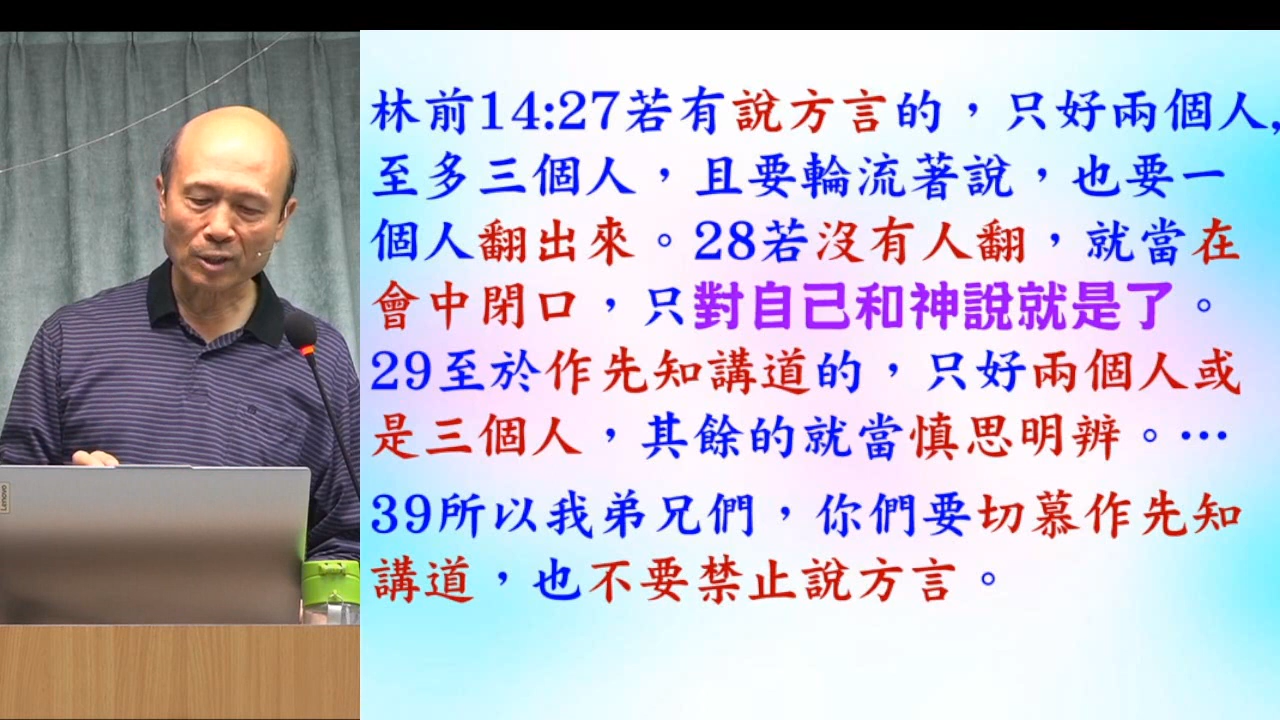 林前14:27若有說方言的，只好兩個人,
至多三個人，且要輪流著說，也要一
個人翻出來。28若沒有人翻，就當在
會中閉口，只對自己和神說就是了。
29至於作先知講道的，只好兩個人或
是三個人，其餘的就當慎思明辨。…
39所以我弟兄們，你們要切慕作先知
講道，也不要禁止說方言。
Lenovo